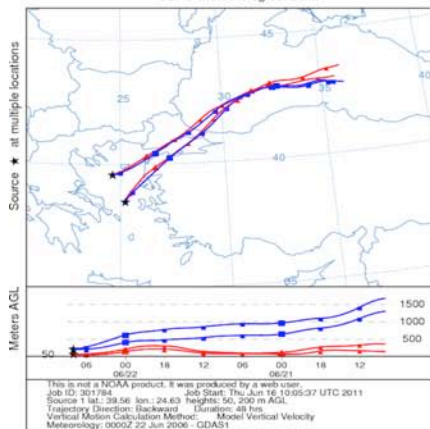 Source ★ at multiple locations
45
40
25
30
35
40
35
Meters AGL
1500
1000
500
50
06 00 18 12 06 00 18 12
06/22 06/21
This is not a NOAA product. It was produced by a web user.
Job ID: 301784 Job Start: Thu Jun 16 10:05:37 UTC 2011
Source 1 lat.: 39.56 lon.: 24.63 heights: 50, 200 m AGL
Trajectory Direction: Backward Duration: 48 hrs
Vertical Motion Calculation Method: Model Vertical Velocity
Meteorology: 0000Z 22 Jun 2006 - GDAS1